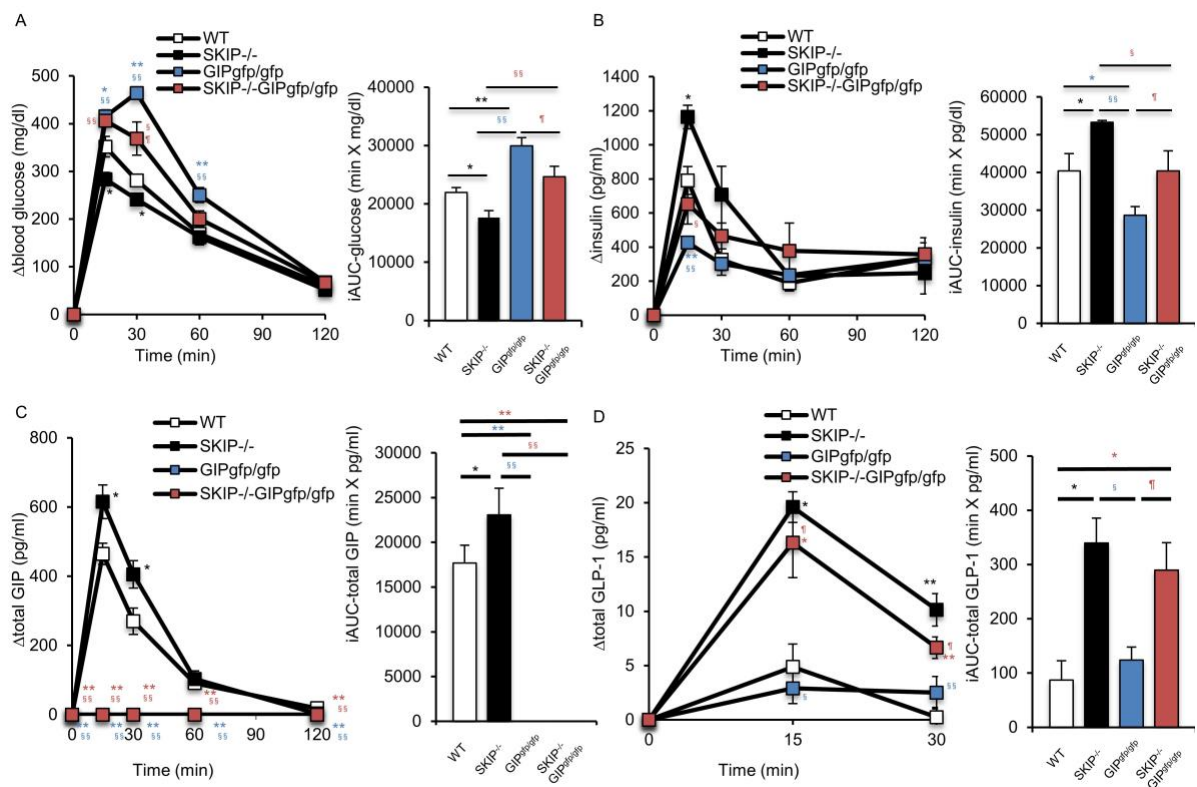 A
WT
SKIP-/-
GIPgfp/gfp
SKIP-/-GIPgfp/gfp
Δblood glucose (mg/dl)
500
400
300
200
100
0
** 
* §§
§§
§§
§
¶
**
§§
*
*
0 30 60 90 120
Time (min)
iAUC-glucose (min X mg/dl)
40000
30000
20000
10000
0
§§
**
§§ ¶
*
WT
SKIP-/-
GIPgfp/gfp
SKIP-/-
GIPgfp/gfp
B
WT
SKIP-/-
GIPgfp/gfp
SKIP-/-GIPgfp/gfp
Δinsulin (pg/ml)
1400
1200
1000
800
600
400
200
0
*
§
**
§§
0 30 60 90 120
Time (min)
iAUC-insulin (min X pg/dl)
60000
50000
40000
30000
20000
10000
0
§
*
* §§ ¶
WT
SKIP-/-
GIPgfp/gfp
SKIP-/-
GIPgfp/gfp
C
WT
SKIP-/-
GIPgfp/gfp
SKIP-/-GIPgfp/gfp
Δtotal GIP (pg/ml)
800
600
400
200
0
*
*
** ** ** ** **
§§ §§ §§ §§ §§
** ** ** ** **
§§ §§ §§ §§ §§
0 30 60 90 120
Time (min)
iAUC-total GIP (min X pg/ml)
30000
25000
20000
15000
10000
5000
0
**
**
§§
* §§
WT
SKIP-/-
GIPgfp/gfp
SKIP-/-
GIPgfp/gfp
D
WT
SKIP-/-
GIPgfp/gfp
SKIP-/-GIPgfp/gfp
Δtotal GLP-1 (pg/ml)
25
20
15
10
5
0
*
¶
*
**
¶
**
§
§§
0 15 30
Time (min)
iAUC-total GLP-1 (min X pg/ml)
500
400
300
200
100
0
*
* § ¶
WT
SKIP-/-
GIPgfp/gfp
SKIP-/-
GIPgfp/gfp